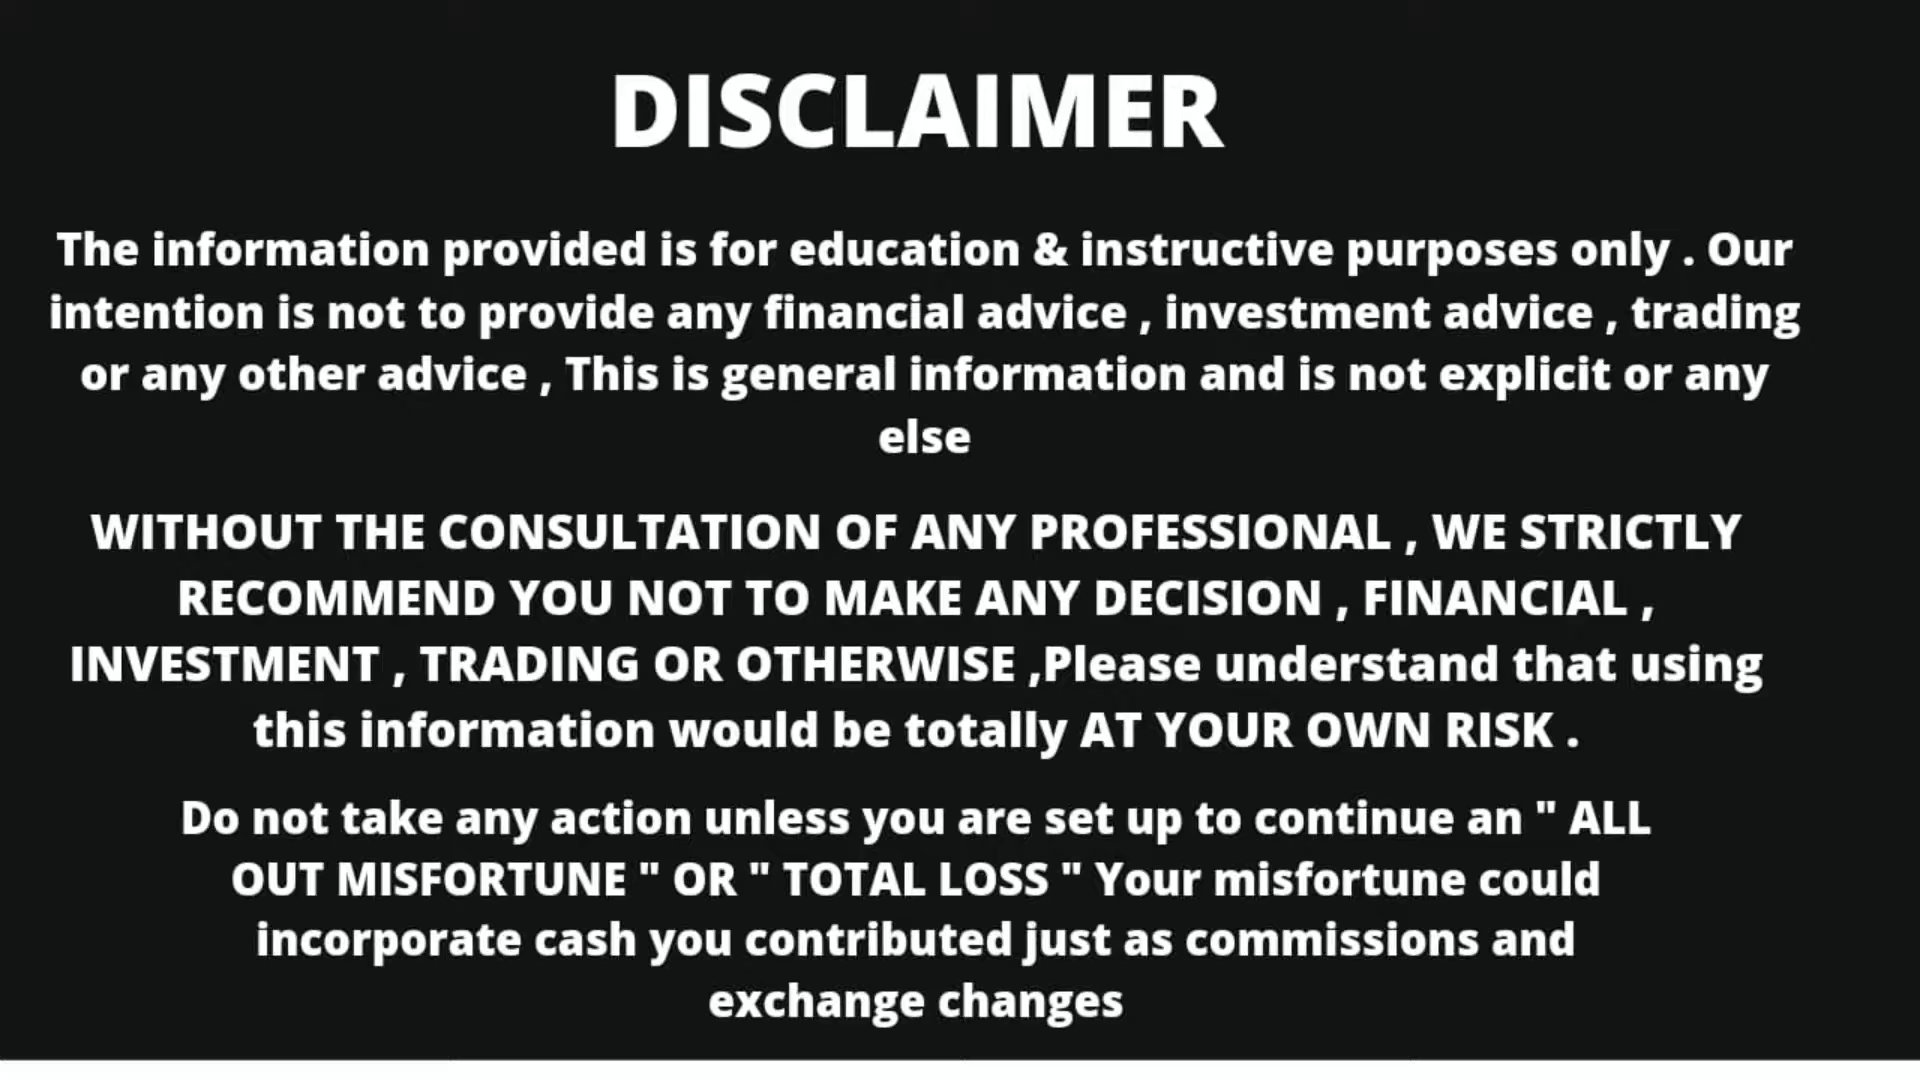 DISCLAIMER
The information provided is for education & instructive purposes only . Our
intention is not to provide any financial advice , investment advice , trading
or any other advice , This is general information and is not explicit or any
else
WITHOUT THE CONSULTATION OF ANY PROFESSIONAL , WE STRICTLY
RECOMMEND YOU NOT TO MAKE ANY DECISION , FINANCIAL ,
INVESTMENT , TRADING OR OTHERWISE ,Please understand that using
this information would be totally AT YOUR OWN RISK .
Do not take any action unless you are set up to continue an " ALL
OUT MISFORTUNE " OR " TOTAL LOSS " Your misfortune could
incorporate cash you contributed just as commissions and
exchange changes